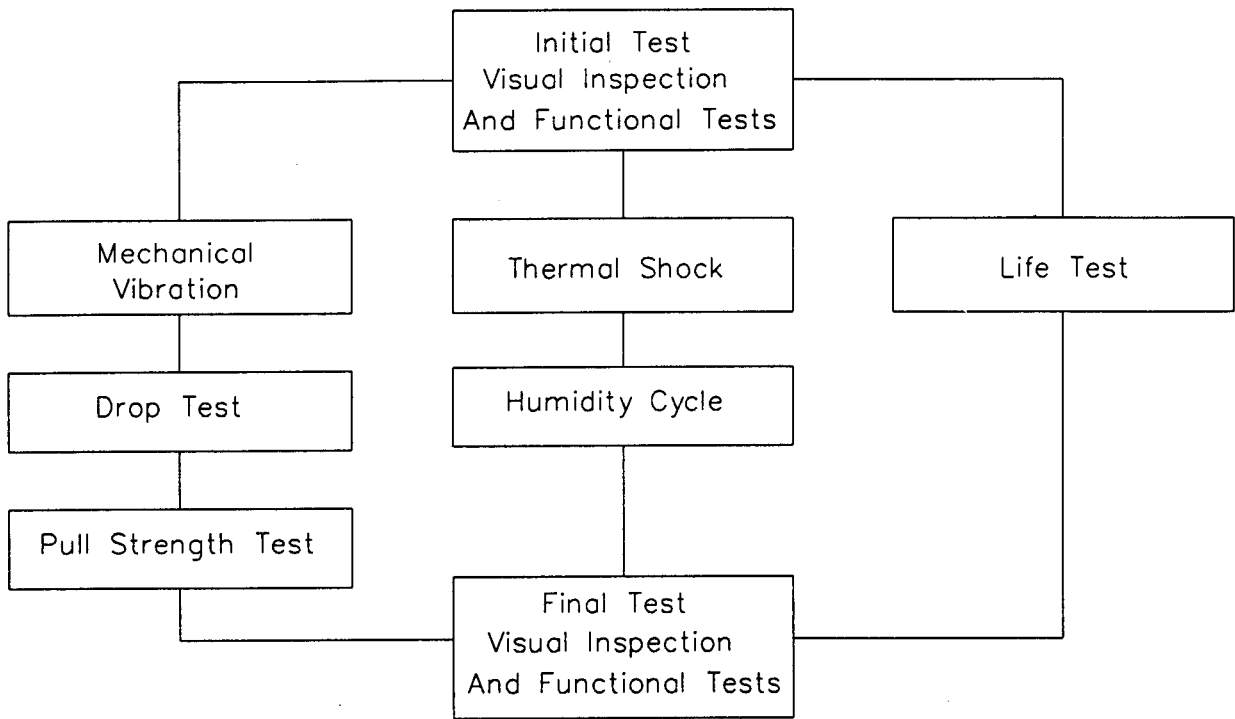 Initial Test
Visual Inspection
And Functional Tests
Mechanical
Vibration
Thermal Shock
Life Test
Drop Test
Humidity Cycle
Pull Strength Test
Final Test
Visual Inspection
And Functional Tests